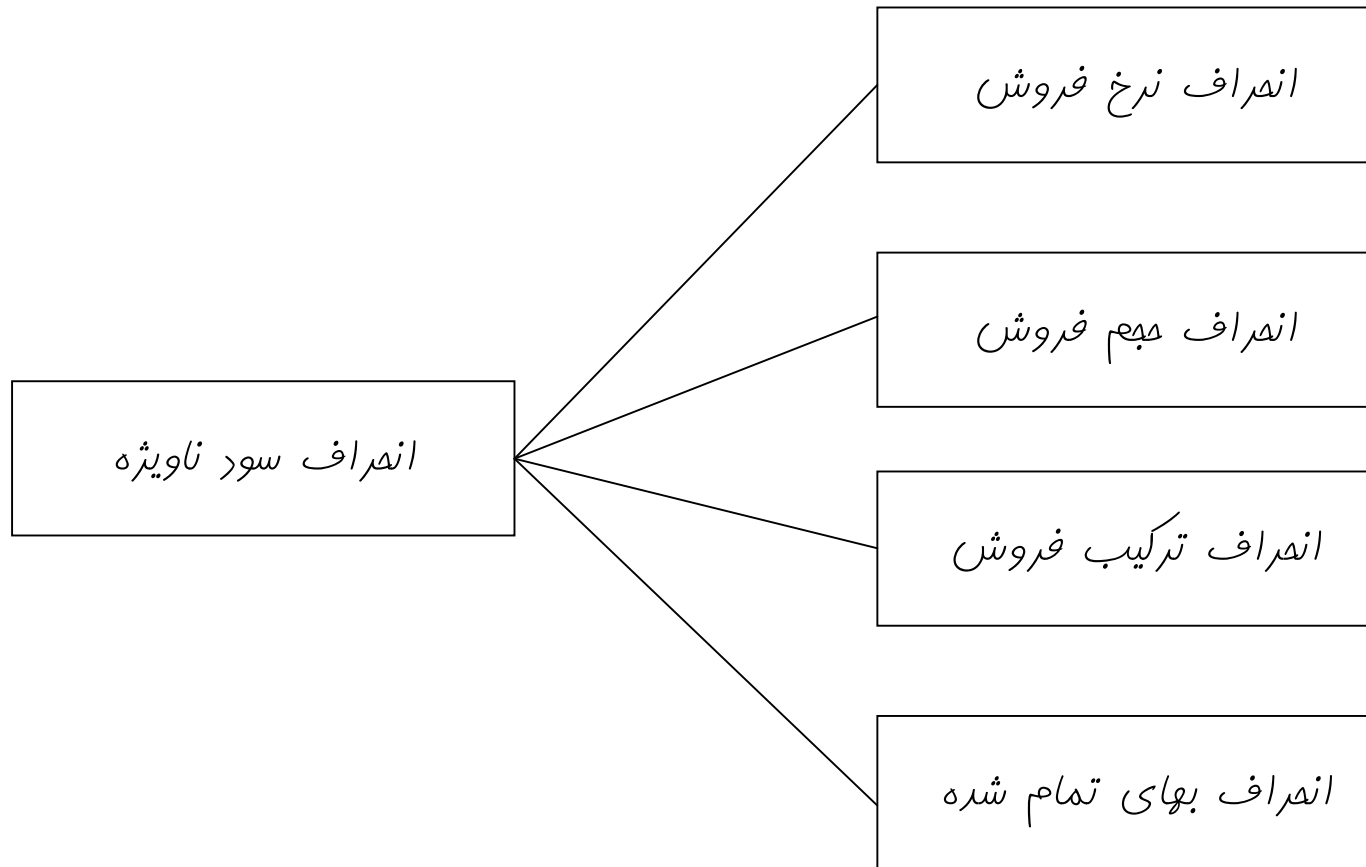 انحراف نرخ فروش
انحراف حجم فروش
انحراف سود ناویژه
انحراف ترکیب فروش
انحراف بهای تمام شده